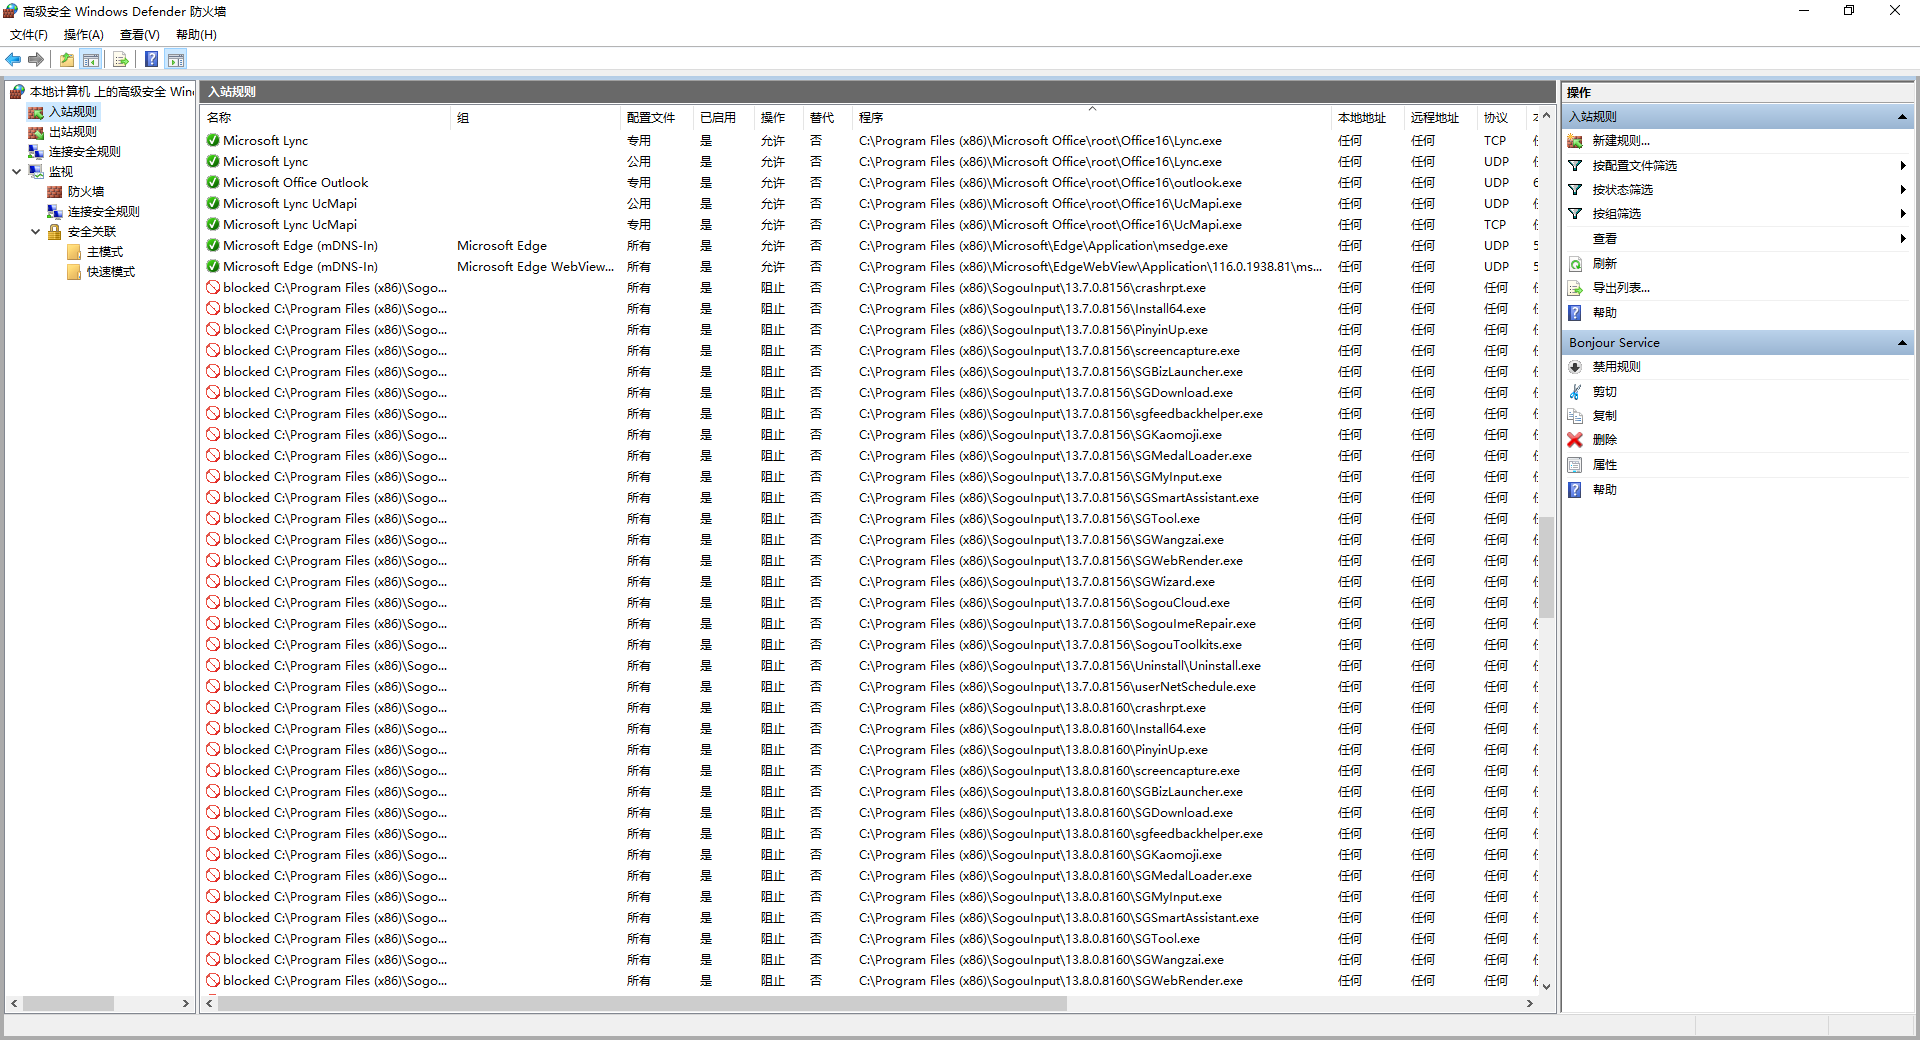 高级安全 Windows Defender 防火墙
文件(F) 操作(A) 查看(V) 帮助(H)
本地计算机 上的高级安全 Win
入站规则
出站规则
连接安全规则
监视
防火墙
连接安全规则
安全关联
主模式
快速模式
入站规则
名称 组 配置文件 已启用 操作 替代 程序 本地地址 远程地址 协议
Microsoft Lync 专用 是 允许 否 C:\Program Files (x86)\Microsoft Office\root\Office16\Lync.exe 任何 任何 TCP
Microsoft Lync 公用 是 允许 否 C:\Program Files (x86)\Microsoft Office\root\Office16\Lync.exe 任何 任何 UDP
Microsoft Office Outlook 专用 是 允许 否 C:\Program Files (x86)\Microsoft Office\root\Office16\outlook.exe 任何 任何 UDP 6
Microsoft Lync UcMapi 公用 是 允许 否 C:\Program Files (x86)\Microsoft Office\root\Office16\UcMapi.exe 任何 任何 UDP
Microsoft Lync UcMapi 专用 是 允许 否 C:\Program Files (x86)\Microsoft Office\root\Office16\UcMapi.exe 任何 任何 TCP
Microsoft Edge (mDNS-In) Microsoft Edge 所有 是 允许 否 C:\Program Files (x86)\Microsoft\Edge\Application\msedge.exe 任何 任何 UDP 5
Microsoft Edge (mDNS-In) Microsoft Edge WebView... 所有 是 允许 否 C:\Program Files (x86)\Microsoft\EdgeWebView\Application\116.0.1938.81\ms... 任何 任何 UDP 5
blocked C:\Program Files (x86)\Sogo... 所有 是 阻止 否 C:\Program Files (x86)\SogouInput\13.7.0.8156\crashrpt.exe 任何 任何 任何
blocked C:\Program Files (x86)\Sogo... 所有 是 阻止 否 C:\Program Files (x86)\SogouInput\13.7.0.8156\Install64.exe 任何 任何 任何
blocked C:\Program Files (x86)\Sogo... 所有 是 阻止 否 C:\Program Files (x86)\SogouInput\13.7.0.8156\PinyinUp.exe 任何 任何 任何
blocked C:\Program Files (x86)\Sogo... 所有 是 阻止 否 C:\Program Files (x86)\SogouInput\13.7.0.8156\screencapture.exe 任何 任何 任何
blocked C:\Program Files (x86)\Sogo... 所有 是 阻止 否 C:\Program Files (x86)\SogouInput\13.7.0.8156\SGBizLauncher.exe 任何 任何 任何
blocked C:\Program Files (x86)\Sogo... 所有 是 阻止 否 C:\Program Files (x86)\SogouInput\13.7.0.8156\SGDownload.exe 任何 任何 任何
blocked C:\Program Files (x86)\Sogo... 所有 是 阻止 否 C:\Program Files (x86)\SogouInput\13.7.0.8156\sgfeedbackhelper.exe 任何 任何 任何
blocked C:\Program Files (x86)\Sogo... 所有 是 阻止 否 C:\Program Files (x86)\SogouInput\13.7.0.8156\SGKaomoji.exe 任何 任何 任何
blocked C:\Program Files (x86)\Sogo... 所有 是 阻止 否 C:\Program Files (x86)\SogouInput\13.7.0.8156\SGMedalLoader.exe 任何 任何 任何
blocked C:\Program Files (x86)\Sogo... 所有 是 阻止 否 C:\Program Files (x86)\SogouInput\13.7.0.8156\SGMyInput.exe 任何 任何 任何
blocked C:\Program Files (x86)\Sogo... 所有 是 阻止 否 C:\Program Files (x86)\SogouInput\13.7.0.8156\SGSmartAssistant.exe 任何 任何 任何
blocked C:\Program Files (x86)\Sogo... 所有 是 阻止 否 C:\Program Files (x86)\SogouInput\13.7.0.8156\SGTool.exe 任何 任何 任何
blocked C:\Program Files (x86)\Sogo... 所有 是 阻止 否 C:\Program Files (x86)\SogouInput\13.7.0.8156\SGWangzai.exe 任何 任何 任何
blocked C:\Program Files (x86)\Sogo... 所有 是 阻止 否 C:\Program Files (x86)\SogouInput\13.7.0.8156\SGWebRender.exe 任何 任何 任何
blocked C:\Program Files (x86)\Sogo... 所有 是 阻止 否 C:\Program Files (x86)\SogouInput\13.7.0.8156\SGWizard.exe 任何 任何 任何
blocked C:\Program Files (x86)\Sogo... 所有 是 阻止 否 C:\Program Files (x86)\SogouInput\13.7.0.8156\SogouCloud.exe 任何 任何 任何
blocked C:\Program Files (x86)\Sogo... 所有 是 阻止 否 C:\Program Files (x86)\SogouInput\13.7.0.8156\SogouImeRepair.exe 任何 任何 任何
blocked C:\Program Files (x86)\Sogo... 所有 是 阻止 否 C:\Program Files (x86)\SogouInput\13.7.0.8156\SogouToolkits.exe 任何 任何 任何
blocked C:\Program Files (x86)\Sogo... 所有 是 阻止 否 C:\Program Files (x86)\SogouInput\13.7.0.8156\Uninstall\Uninstall.exe 任何 任何 任何
blocked C:\Program Files (x86)\Sogo... 所有 是 阻止 否 C:\Program Files (x86)\SogouInput\13.7.0.8156\userNetSchedule.exe 任何 任何 任何
blocked C:\Program Files (x86)\Sogo... 所有 是 阻止 否 C:\Program Files (x86)\SogouInput\13.8.0.8160\crashrpt.exe 任何 任何 任何
blocked C:\Program Files (x86)\Sogo... 所有 是 阻止 否 C:\Program Files (x86)\SogouInput\13.8.0.8160\Install64.exe 任何 任何 任何
blocked C:\Program Files (x86)\Sogo... 所有 是 阻止 否 C:\Program Files (x86)\SogouInput\13.8.0.8160\PinyinUp.exe 任何 任何 任何
blocked C:\Program Files (x86)\Sogo... 所有 是 阻止 否 C:\Program Files (x86)\SogouInput\13.8.0.8160\screencapture.exe 任何 任何 任何
blocked C:\Program Files (x86)\Sogo... 所有 是 阻止 否 C:\Program Files (x86)\SogouInput\13.8.0.8160\SGBizLauncher.exe 任何 任何 任何
blocked C:\Program Files (x86)\Sogo... 所有 是 阻止 否 C:\Program Files (x86)\SogouInput\13.8.0.8160\SGDownload.exe 任何 任何 任何
blocked C:\Program Files (x86)\Sogo... 所有 是 阻止 否 C:\Program Files (x86)\SogouInput\13.8.0.8160\sgfeedbackhelper.exe 任何 任何 任何
blocked C:\Program Files (x86)\Sogo... 所有 是 阻止 否 C:\Program Files (x86)\SogouInput\13.8.0.8160\SGKaomoji.exe 任何 任何 任何
blocked C:\Program Files (x86)\Sogo... 所有 是 阻止 否 C:\Program Files (x86)\SogouInput\13.8.0.8160\SGMedalLoader.exe 任何 任何 任何
blocked C:\Program Files (x86)\Sogo... 所有 是 阻止 否 C:\Program Files (x86)\SogouInput\13.8.0.8160\SGMyInput.exe 任何 任何 任何
blocked C:\Program Files (x86)\Sogo... 所有 是 阻止 否 C:\Program Files (x86)\SogouInput\13.8.0.8160\SGSmartAssistant.exe 任何 任何 任何
blocked C:\Program Files (x86)\Sogo... 所有 是 阻止 否 C:\Program Files (x86)\SogouInput\13.8.0.8160\SGTool.exe 任何 任何 任何
blocked C:\Program Files (x86)\Sogo... 所有 是 阻止 否 C:\Program Files (x86)\SogouInput\13.8.0.8160\SGWangzai.exe 任何 任何 任何
blocked C:\Program Files (x86)\Sogo... 所有 是 阻止 否 C:\Program Files (x86)\SogouInput\13.8.0.8160\SGWebRender.exe 任何 任何 任何
操作
入站规则
新建规则...
按配置文件筛选
按状态筛选
按组筛选
查看
刷新
导出列表...
帮助
Bonjour Service
禁用规则
剪切
复制
删除
属性
帮助